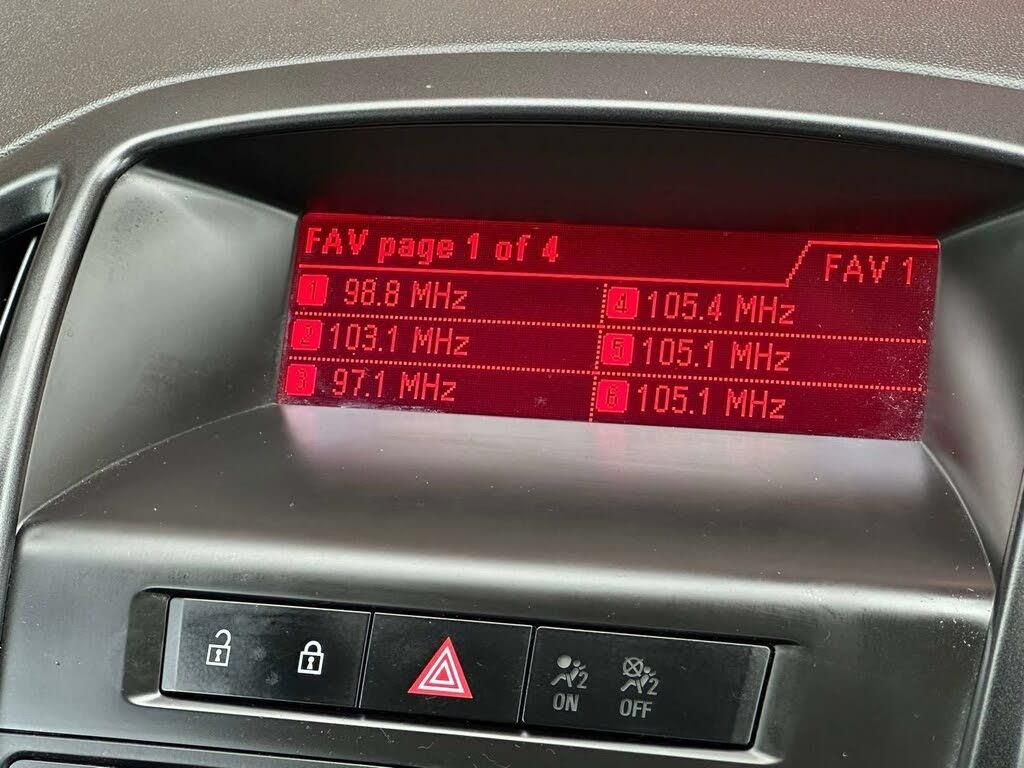 FAV page 1 of 4
FAV 1
1 98.8 MHz
4 105.4 MHz
2 103.1 MHz
5 105.1 MHz
3 97.1 MHz
6 105.1 MHz
2 2
ON OFF